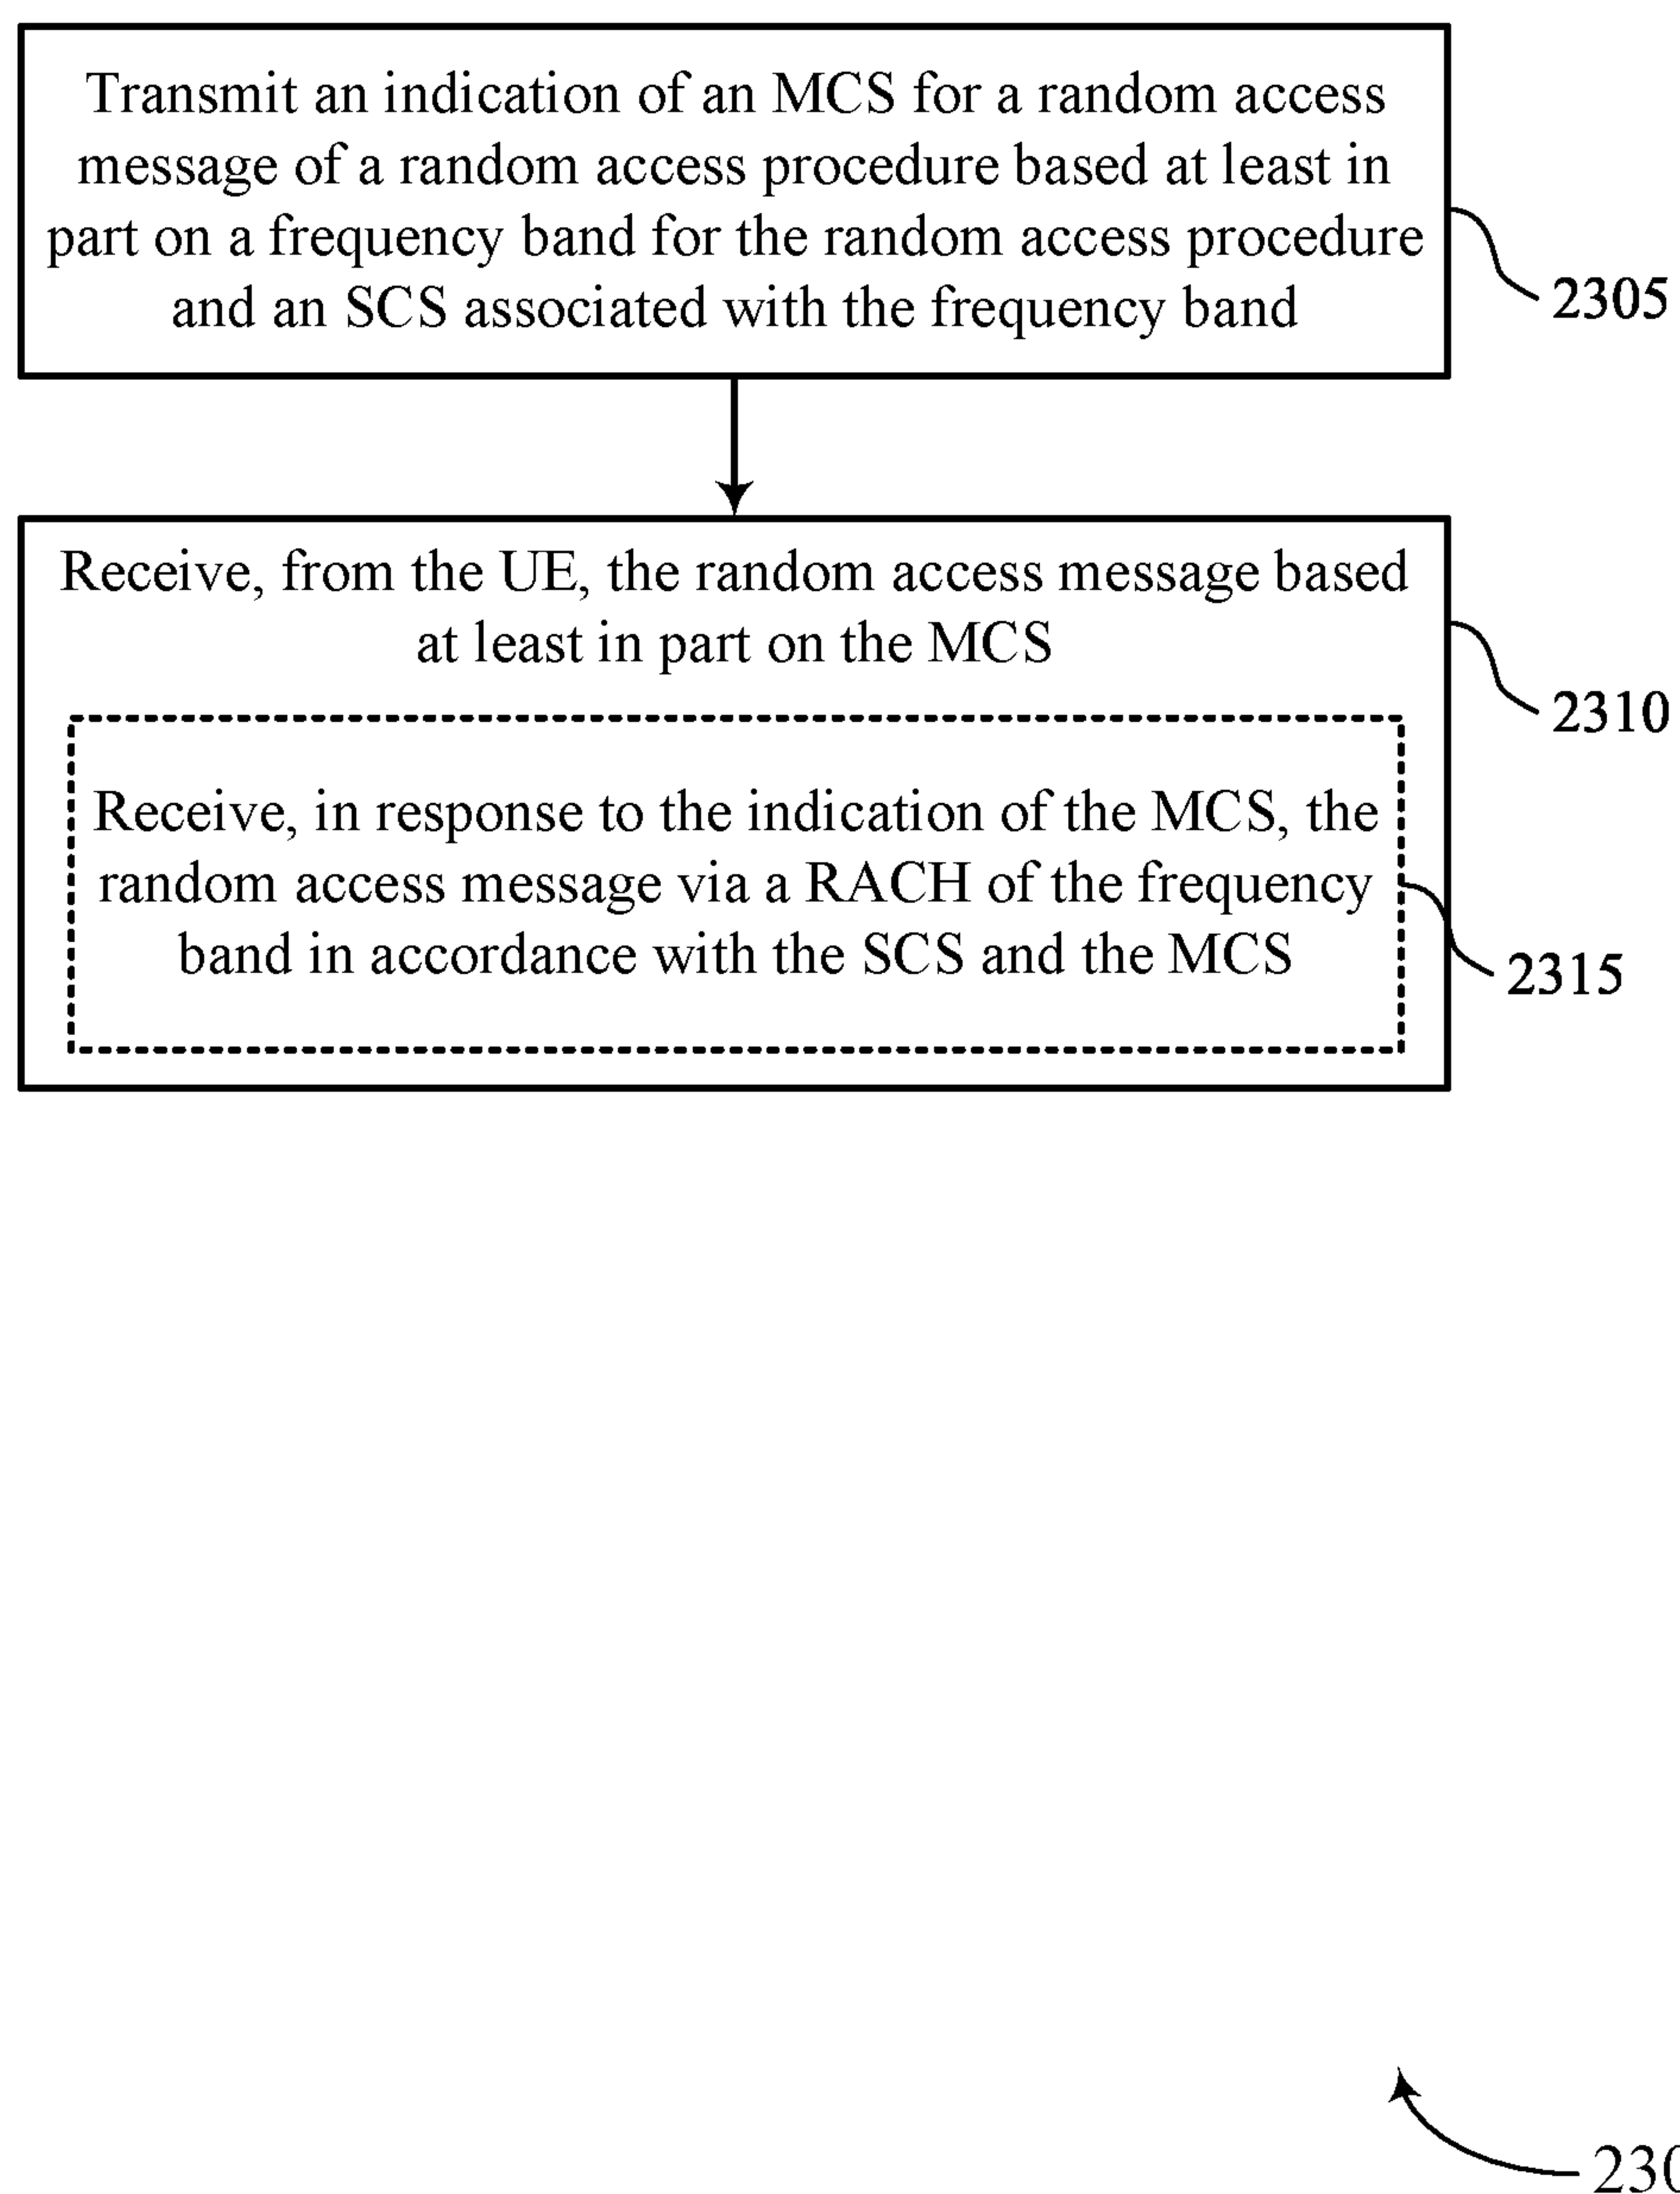 Transmit an indication of an MCS for a random access
message of a random access procedure based at least in
part on a frequency band for the random access procedure
and an SCS associated with the frequency band
2305
Receive, from the UE, the random access message based
at least in part on the MCS
2310
Receive, in response to the indication of the MCS, the
random access message via a RACH of the frequency
band in accordance with the SCS and the MCS
2315